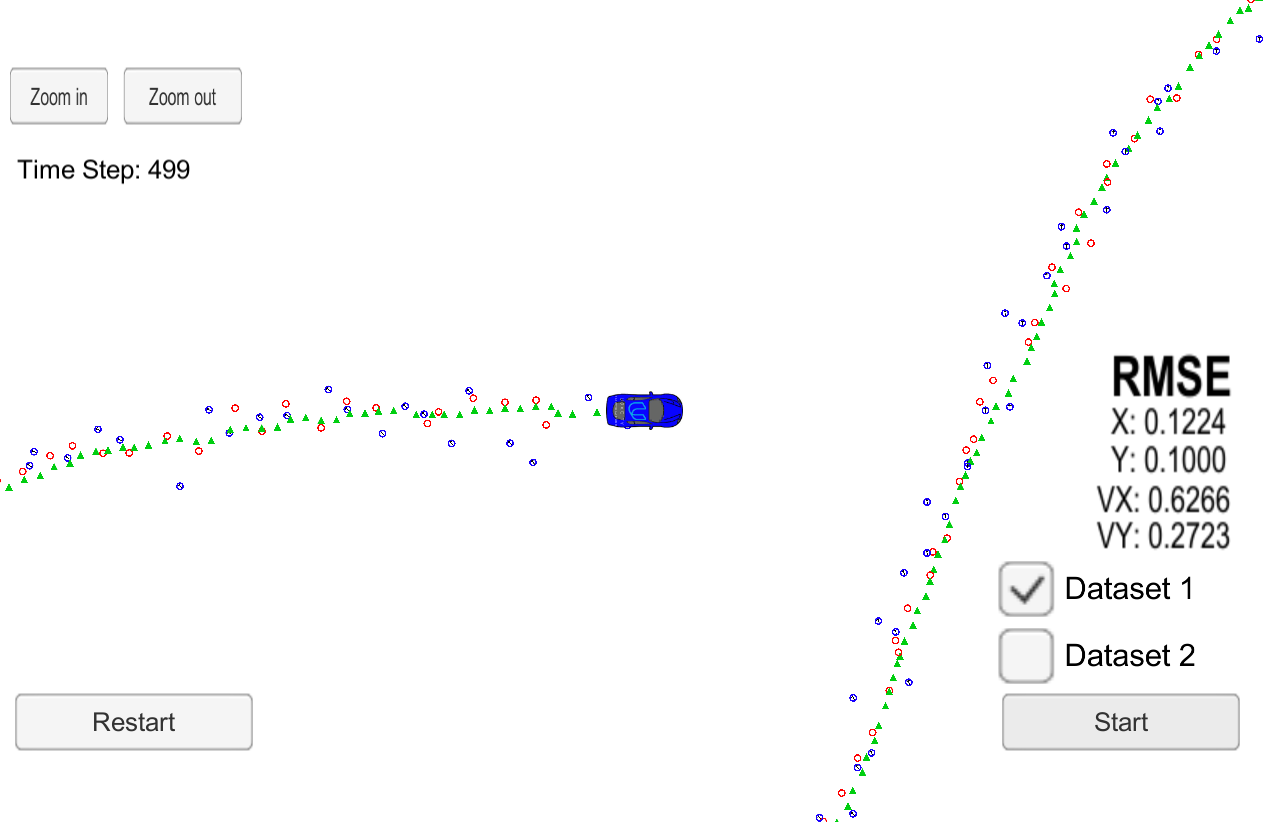 Zoom in
Zoom out
Time Step: 499
RMSE
X: 0.1224
Y: 0.1000
VX: 0.6266
VY: 0.2723
Dataset 1
Dataset 2
Restart
Start